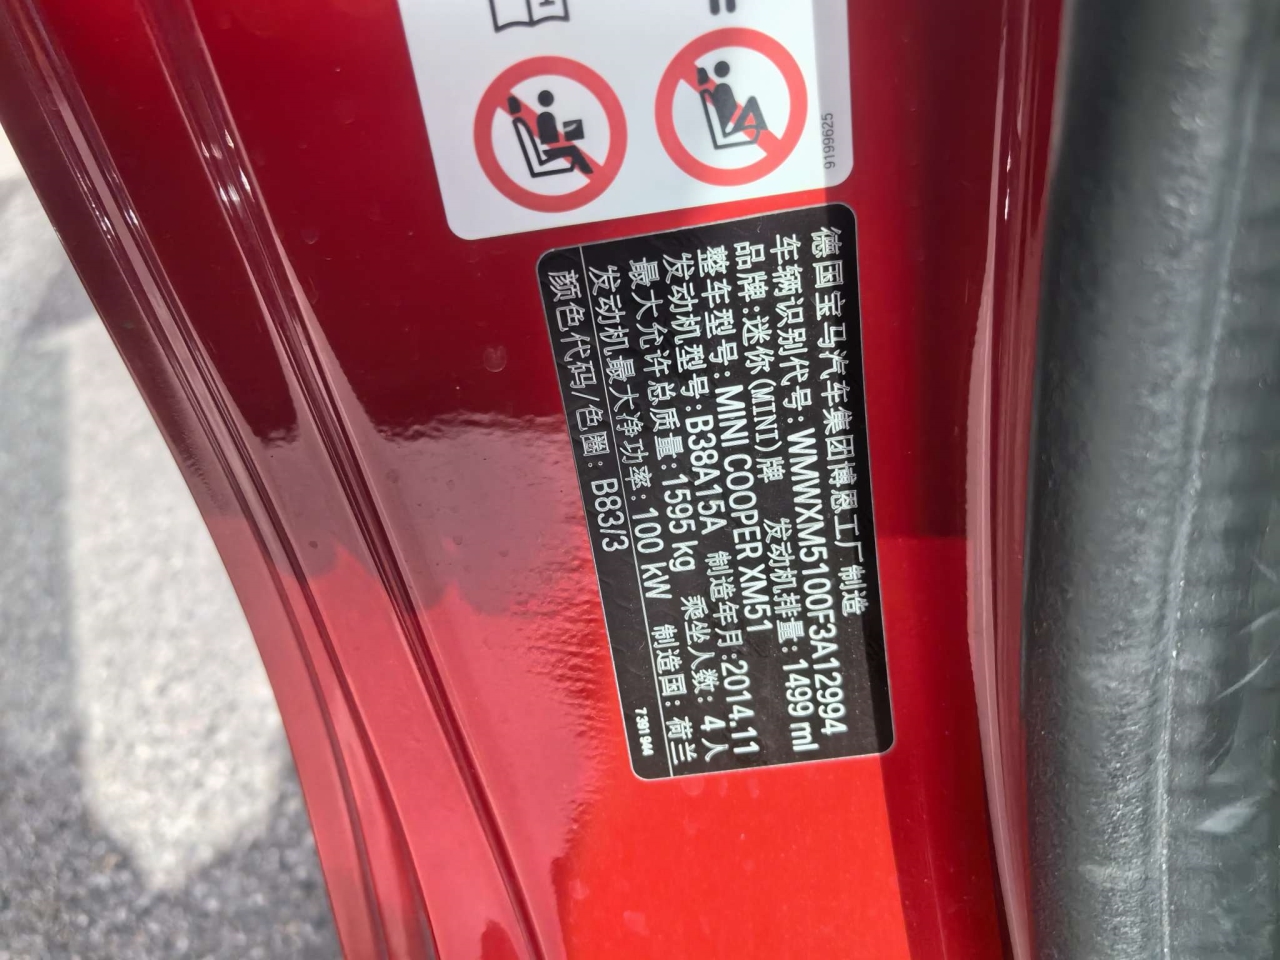 9199625
德国宝马汽车集团博恩工厂制造
车辆识别代号:WMWXM5100F3A12994
品牌:迷你(MINI)牌 发动机排量:1499 ml
整车型号:MINI COOPER XM51
发动机型号:B38A15A 制造年月:2014.11
最大允许总质量:1595 kg 乘坐人数:4人
发动机最大净功率:100 kW 制造国:荷兰
颜色代码/色圈:B83/3
7 391 944